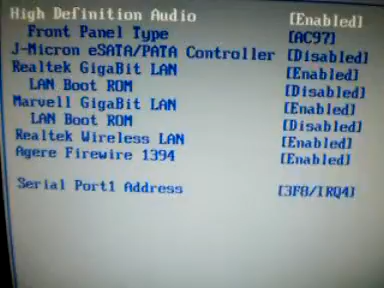 High Definition Audio [Enabled]
Front Panel Type [AC97]
J-Micron eSATA/PATA Controller [Disabled]
Realtek GigaBit LAN [Enabled]
LAN Boot ROM [Disabled]
Marvell GigaBit LAN [Enabled]
LAN Boot ROM [Disabled]
Realtek Wireless LAN [Enabled]
Agere Firewire 1394 [Enabled]
Serial Port1 Address [3F8/IRQ4]